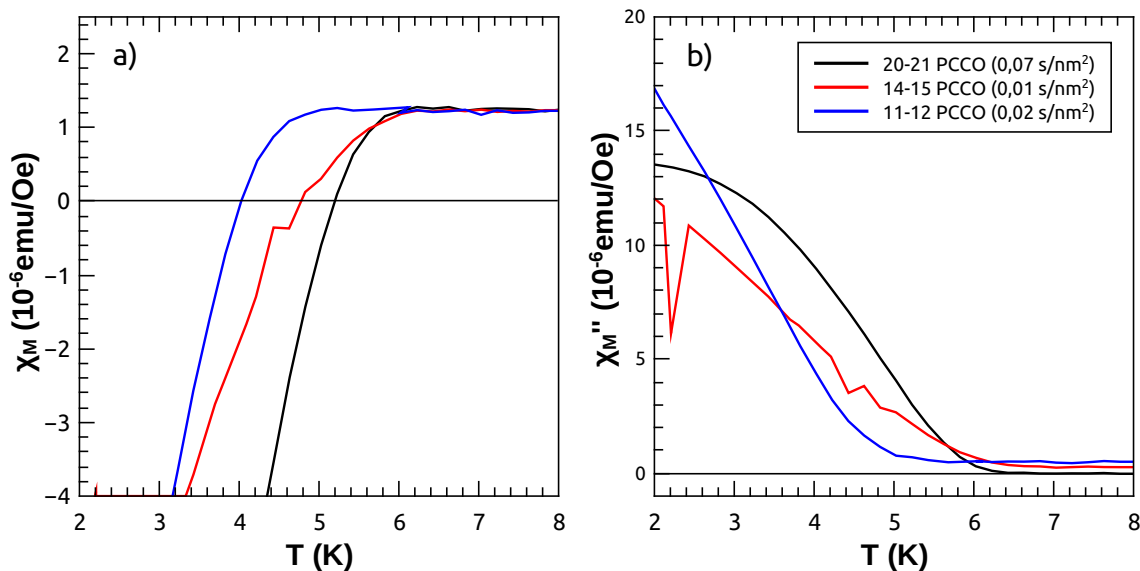 a)
2
1
0
−1
−2
−3
−4
χM (10-6emu/Oe)
2 3 4 5 6 7 8
T (K)
b)
20-21 PCCO (0,07 s/nm2)
14-15 PCCO (0,01 s/nm2)
11-12 PCCO (0,02 s/nm2)
20
15
10
5
0
χM'' (10-6emu/Oe)
2 3 4 5 6 7 8
T (K)